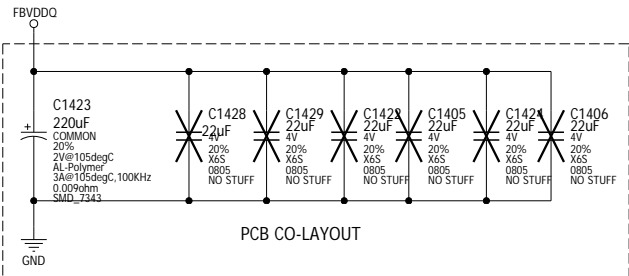 FBVDDQ
C1423
220uF
COMMON
20%
2V@105degC
AL-Polymer
3A@105degC,100KHz
0.009ohm
SMD_7343
C1428
22uF
4V
20%
X6S
0805
NO STUFF
C1429
22uF
4V
20%
X6S
0805
NO STUFF
C1422
22uF
4V
20%
X6S
0805
NO STUFF
C1405
22uF
4V
20%
X6S
0805
NO STUFF
C1424
22uF
4V
20%
X6S
0805
NO STUFF
C1406
22uF
4V
20%
X6S
0805
NO STUFF
GND
PCB CO-LAYOUT